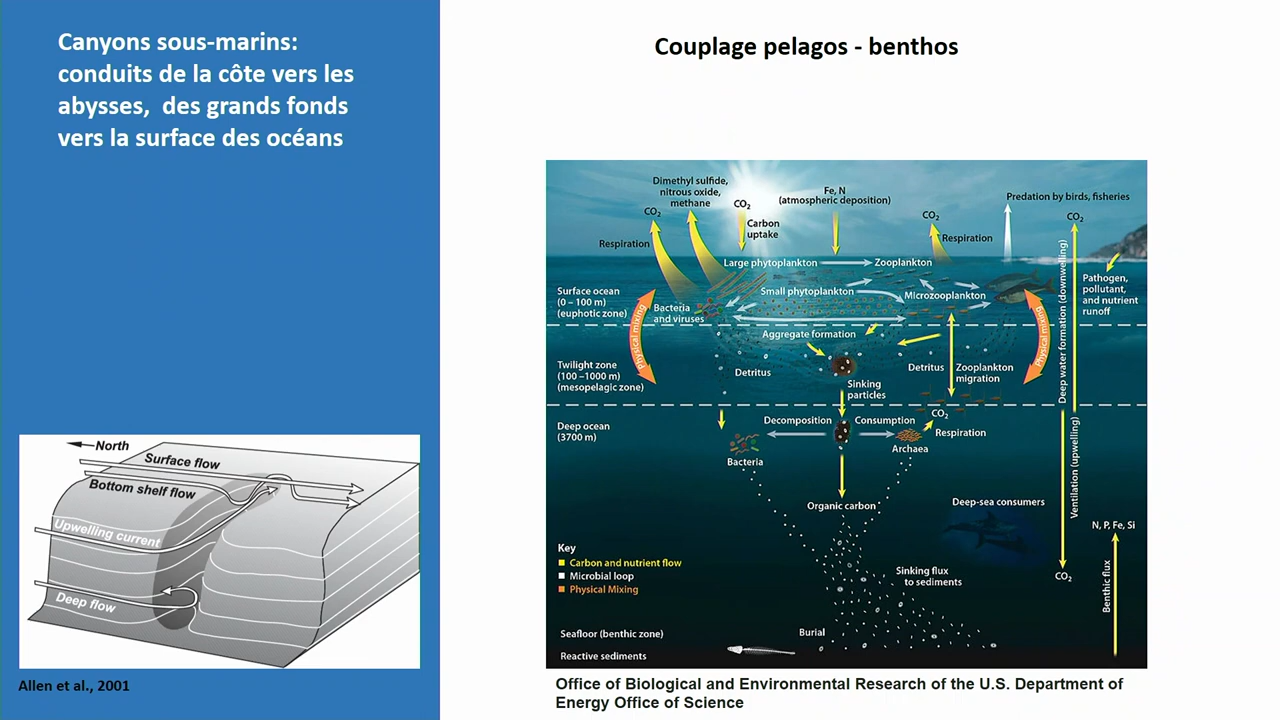 Canyons sous-marins:
conduits de la côte vers les
abysses, des grands fonds
vers la surface des océans
North
Surface flow
Bottom shelf flow
Upwelling current
Deep flow
Allen et al., 2001
Couplage pelagos - benthos
Dimethyl sulfide,
nitrous oxide,
methane
CO2
CO2
Carbon
uptake
Fe, N
(atmospheric deposition)
CO2
Predation by birds, fisheries
CO2
Respiration
Respiration
Large phytoplankton
Zooplankton
Pathogen,
pollutant,
and nutrient
runoff
Surface ocean
(0 – 100 m)
(euphotic zone)
Small phytoplankton
Microzooplankton
Bacteria
and viruses
Physical mixing
Physical mixing
Deep water formation (downwelling)
Aggregate formation
Twilight zone
(100 –1000 m)
(mesopelagic zone)
Detritus
Detritus
Zooplankton
migration
Sinking
particles
Deep ocean
(3700 m)
Decomposition
Consumption
CO2
Respiration
Bacteria
Archaea
Ventilation (upwelling)
Organic carbon
Deep-sea consumers
N, P, Fe, Si
Key
Carbon and nutrient flow
Microbial loop
Physical Mixing
Sinking flux
to sediments
CO2
Benthic flux
Seafloor (benthic zone)
Burial
Reactive sediments
Office of Biological and Environmental Research of the U.S. Department of
Energy Office of Science